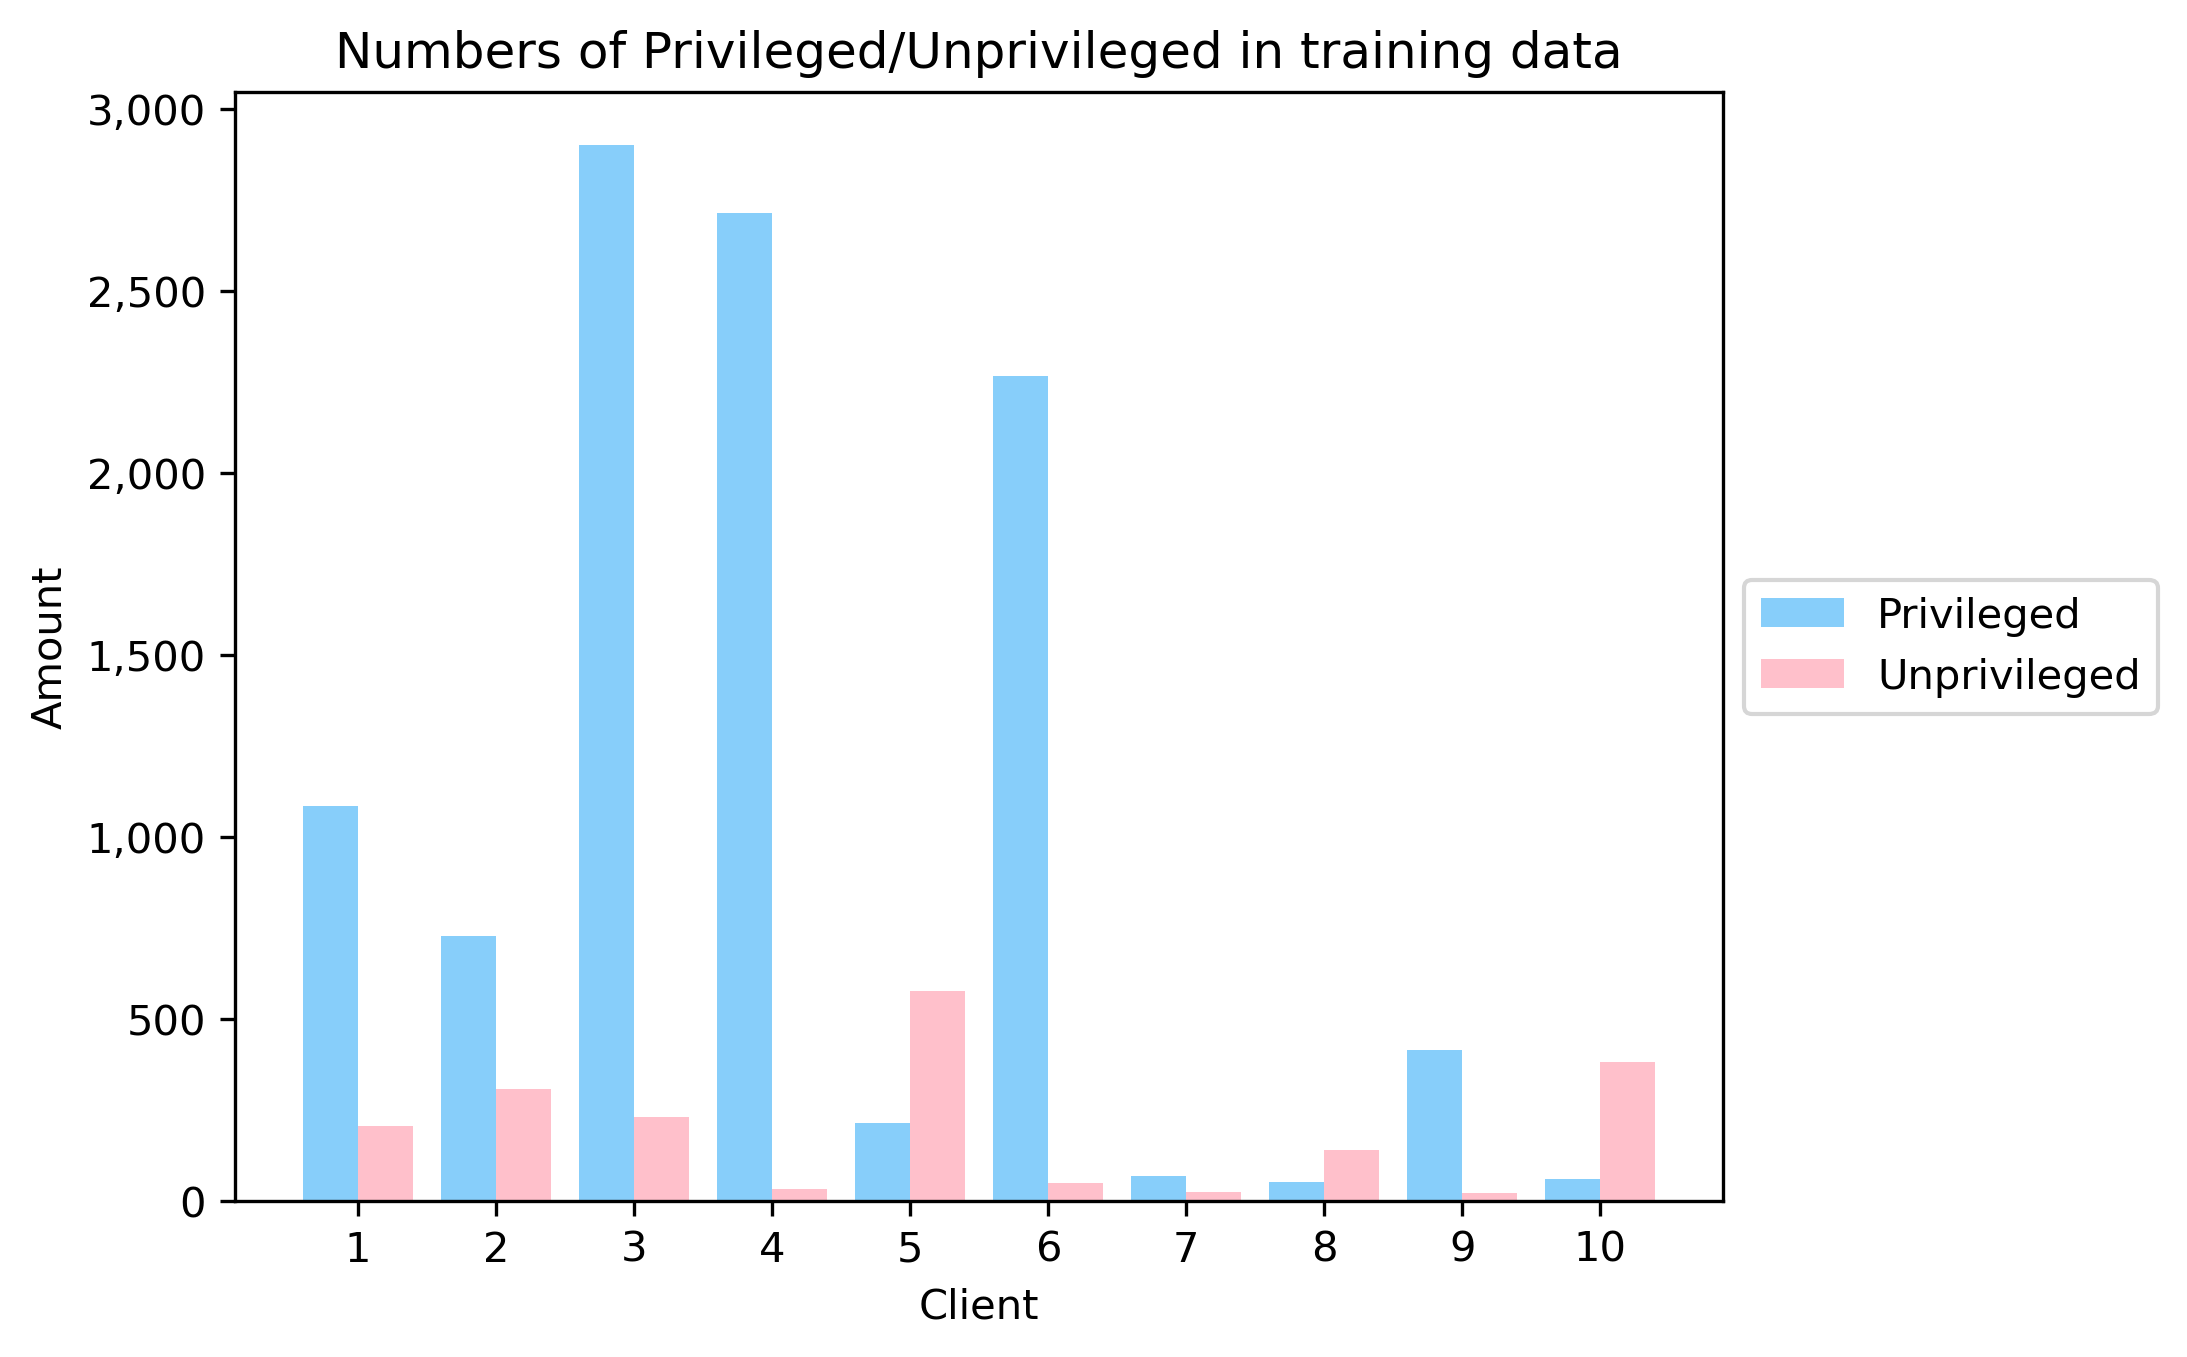 Numbers of Privileged/Unprivileged in training data
3,000
2,500
2,000
1,500
1,000
500
0
Amount
1 2 3 4 5 6 7 8 9 10
Client
Privileged
Unprivileged